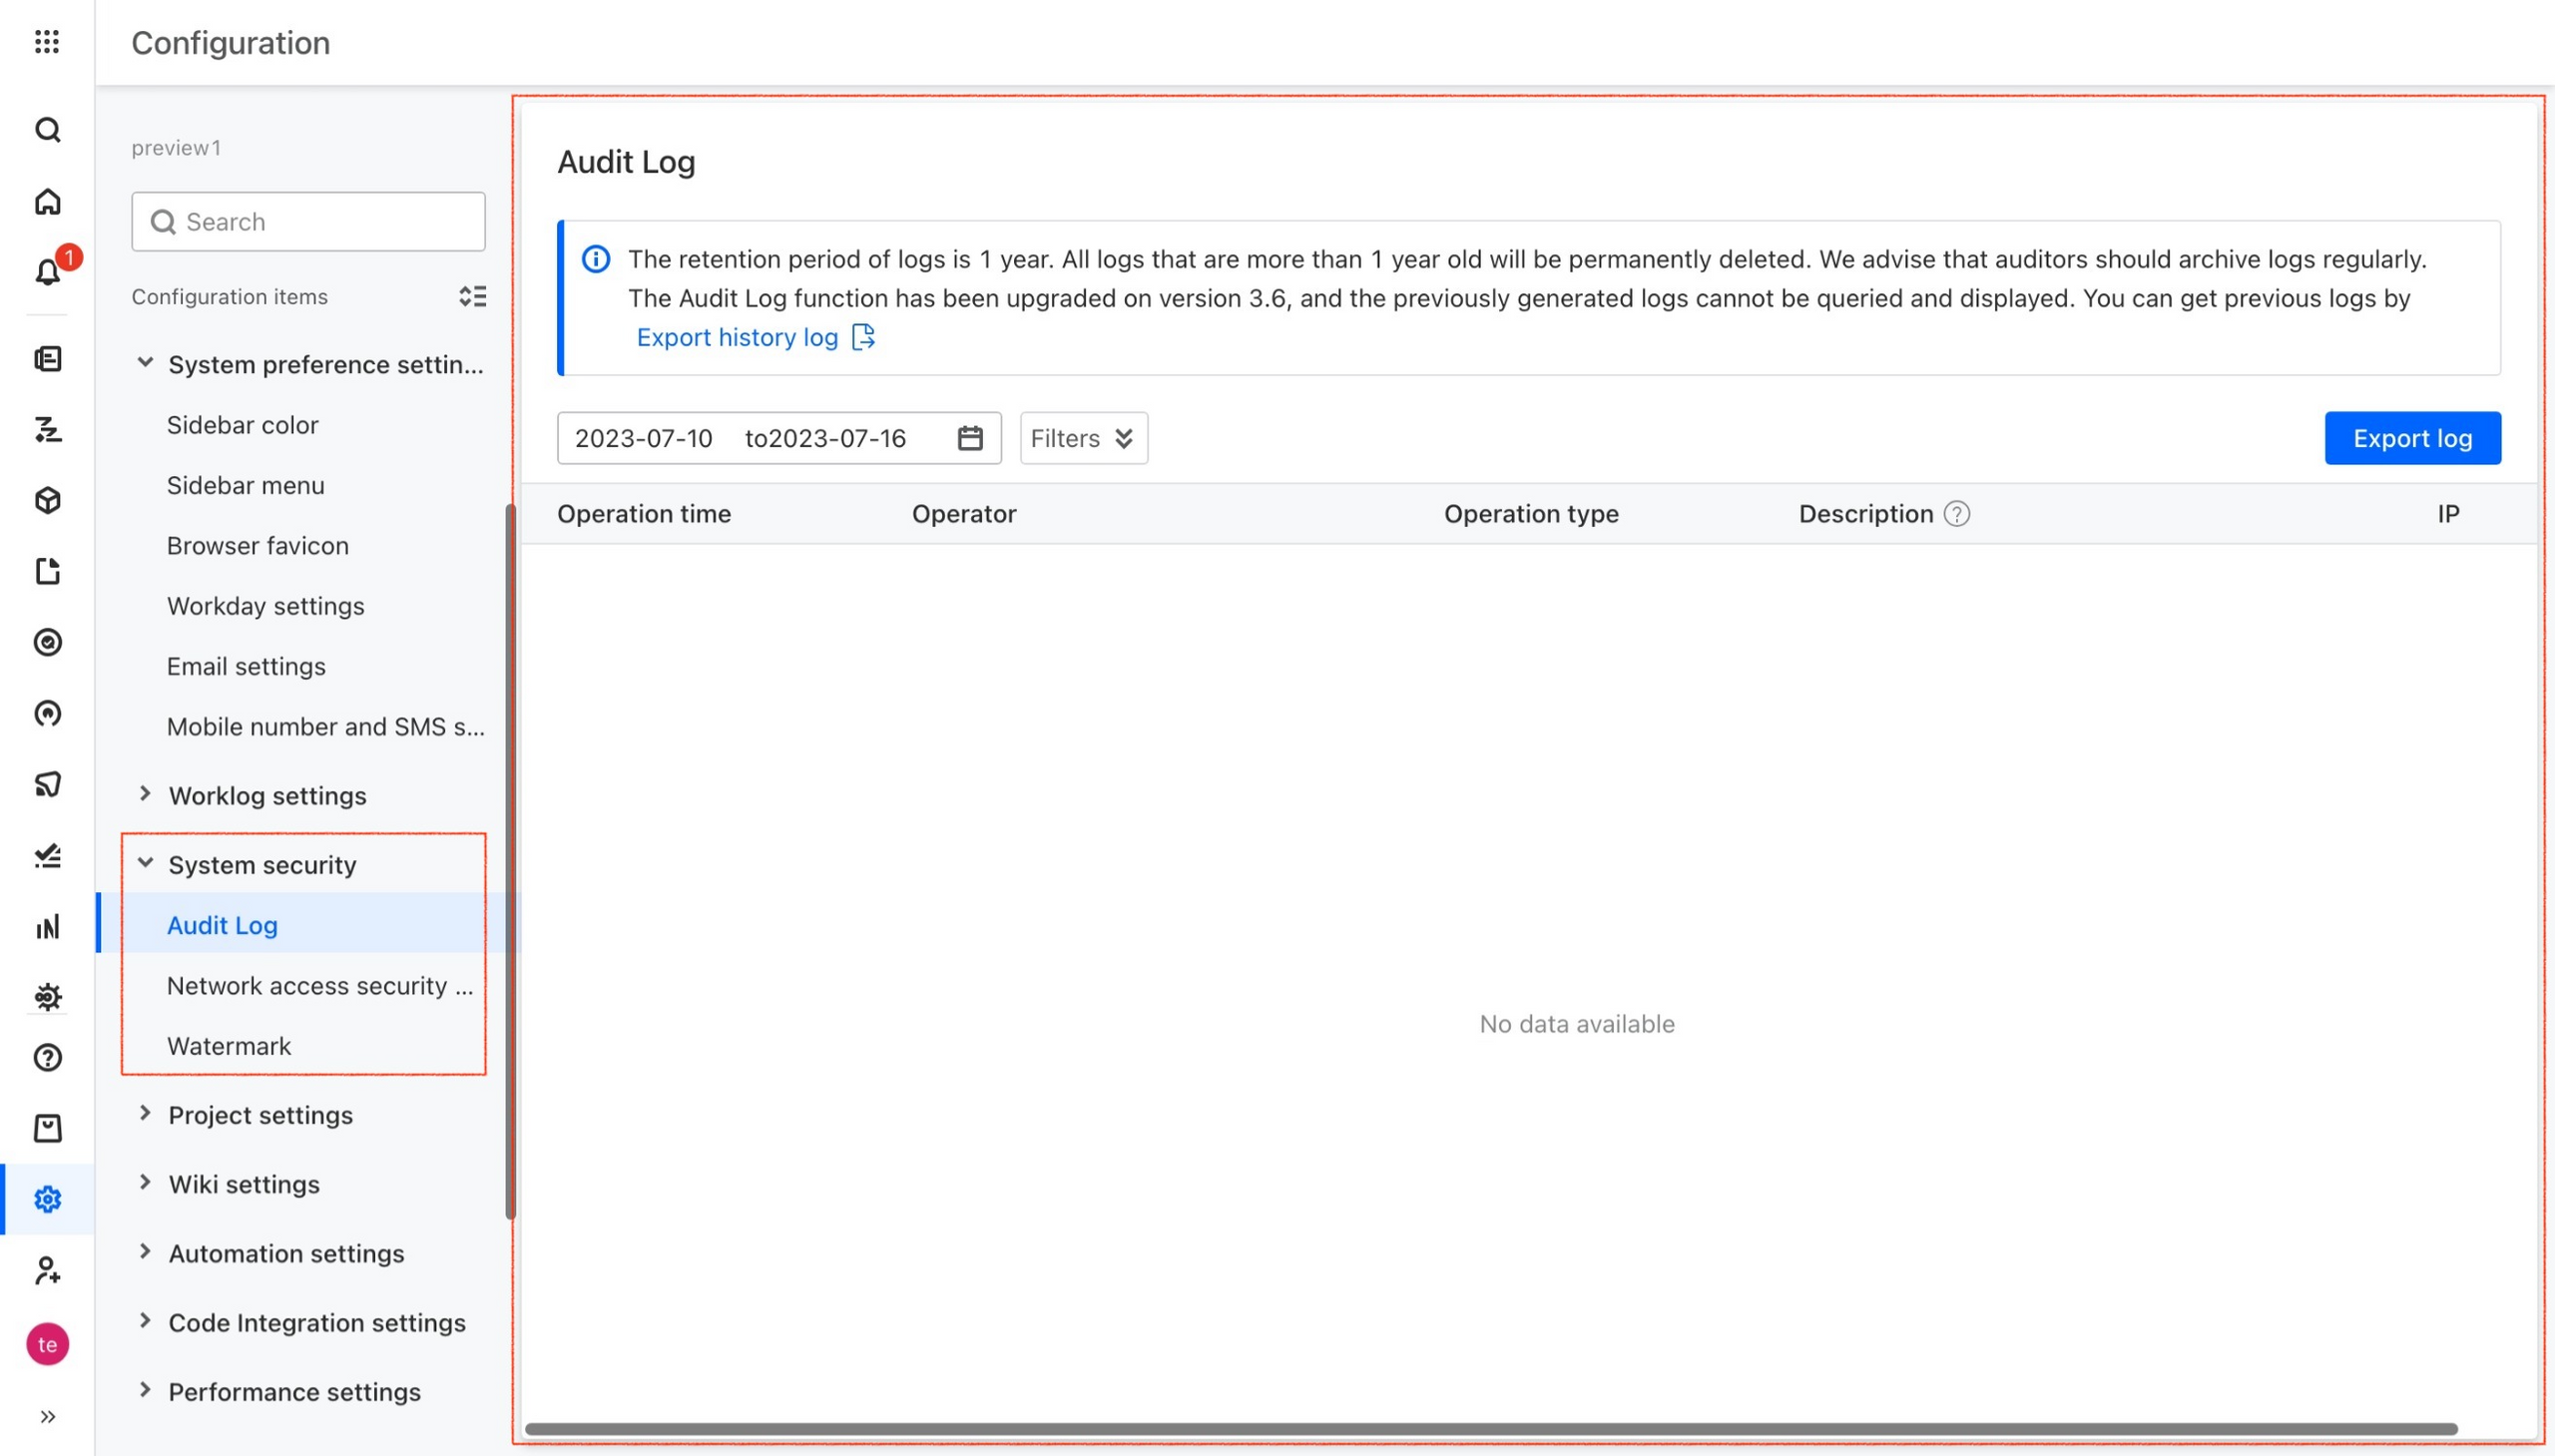 Configuration
1
te
preview1
Search
Configuration items
System preference settin...
Sidebar color
Sidebar menu
Browser favicon
Workday settings
Email settings
Mobile number and SMS s...
Worklog settings
System security
Audit Log
Network access security ...
Watermark
Project settings
Wiki settings
Automation settings
Code Integration settings
Performance settings
Audit Log
The retention period of logs is 1 year. All logs that are more than 1 year old will be permanently deleted. We advise that auditors should archive logs regularly.
The Audit Log function has been upgraded on version 3.6, and the previously generated logs cannot be queried and displayed. You can get previous logs by
Export history log
2023-07-10 to2023-07-16 Filters Export log
Operation time Operator Operation type Description ? IP
No data available